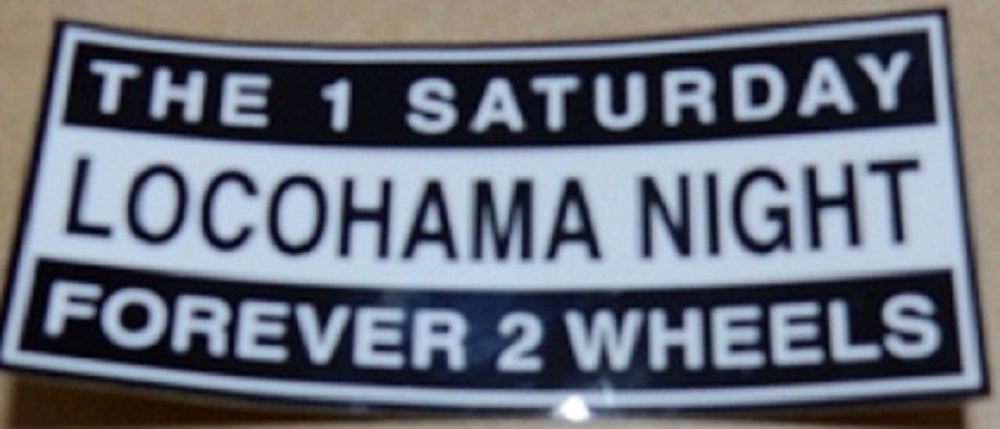 THE 1 SATURDAY
LOCOHAMA NIGHT
FOREVER 2 WHEELS